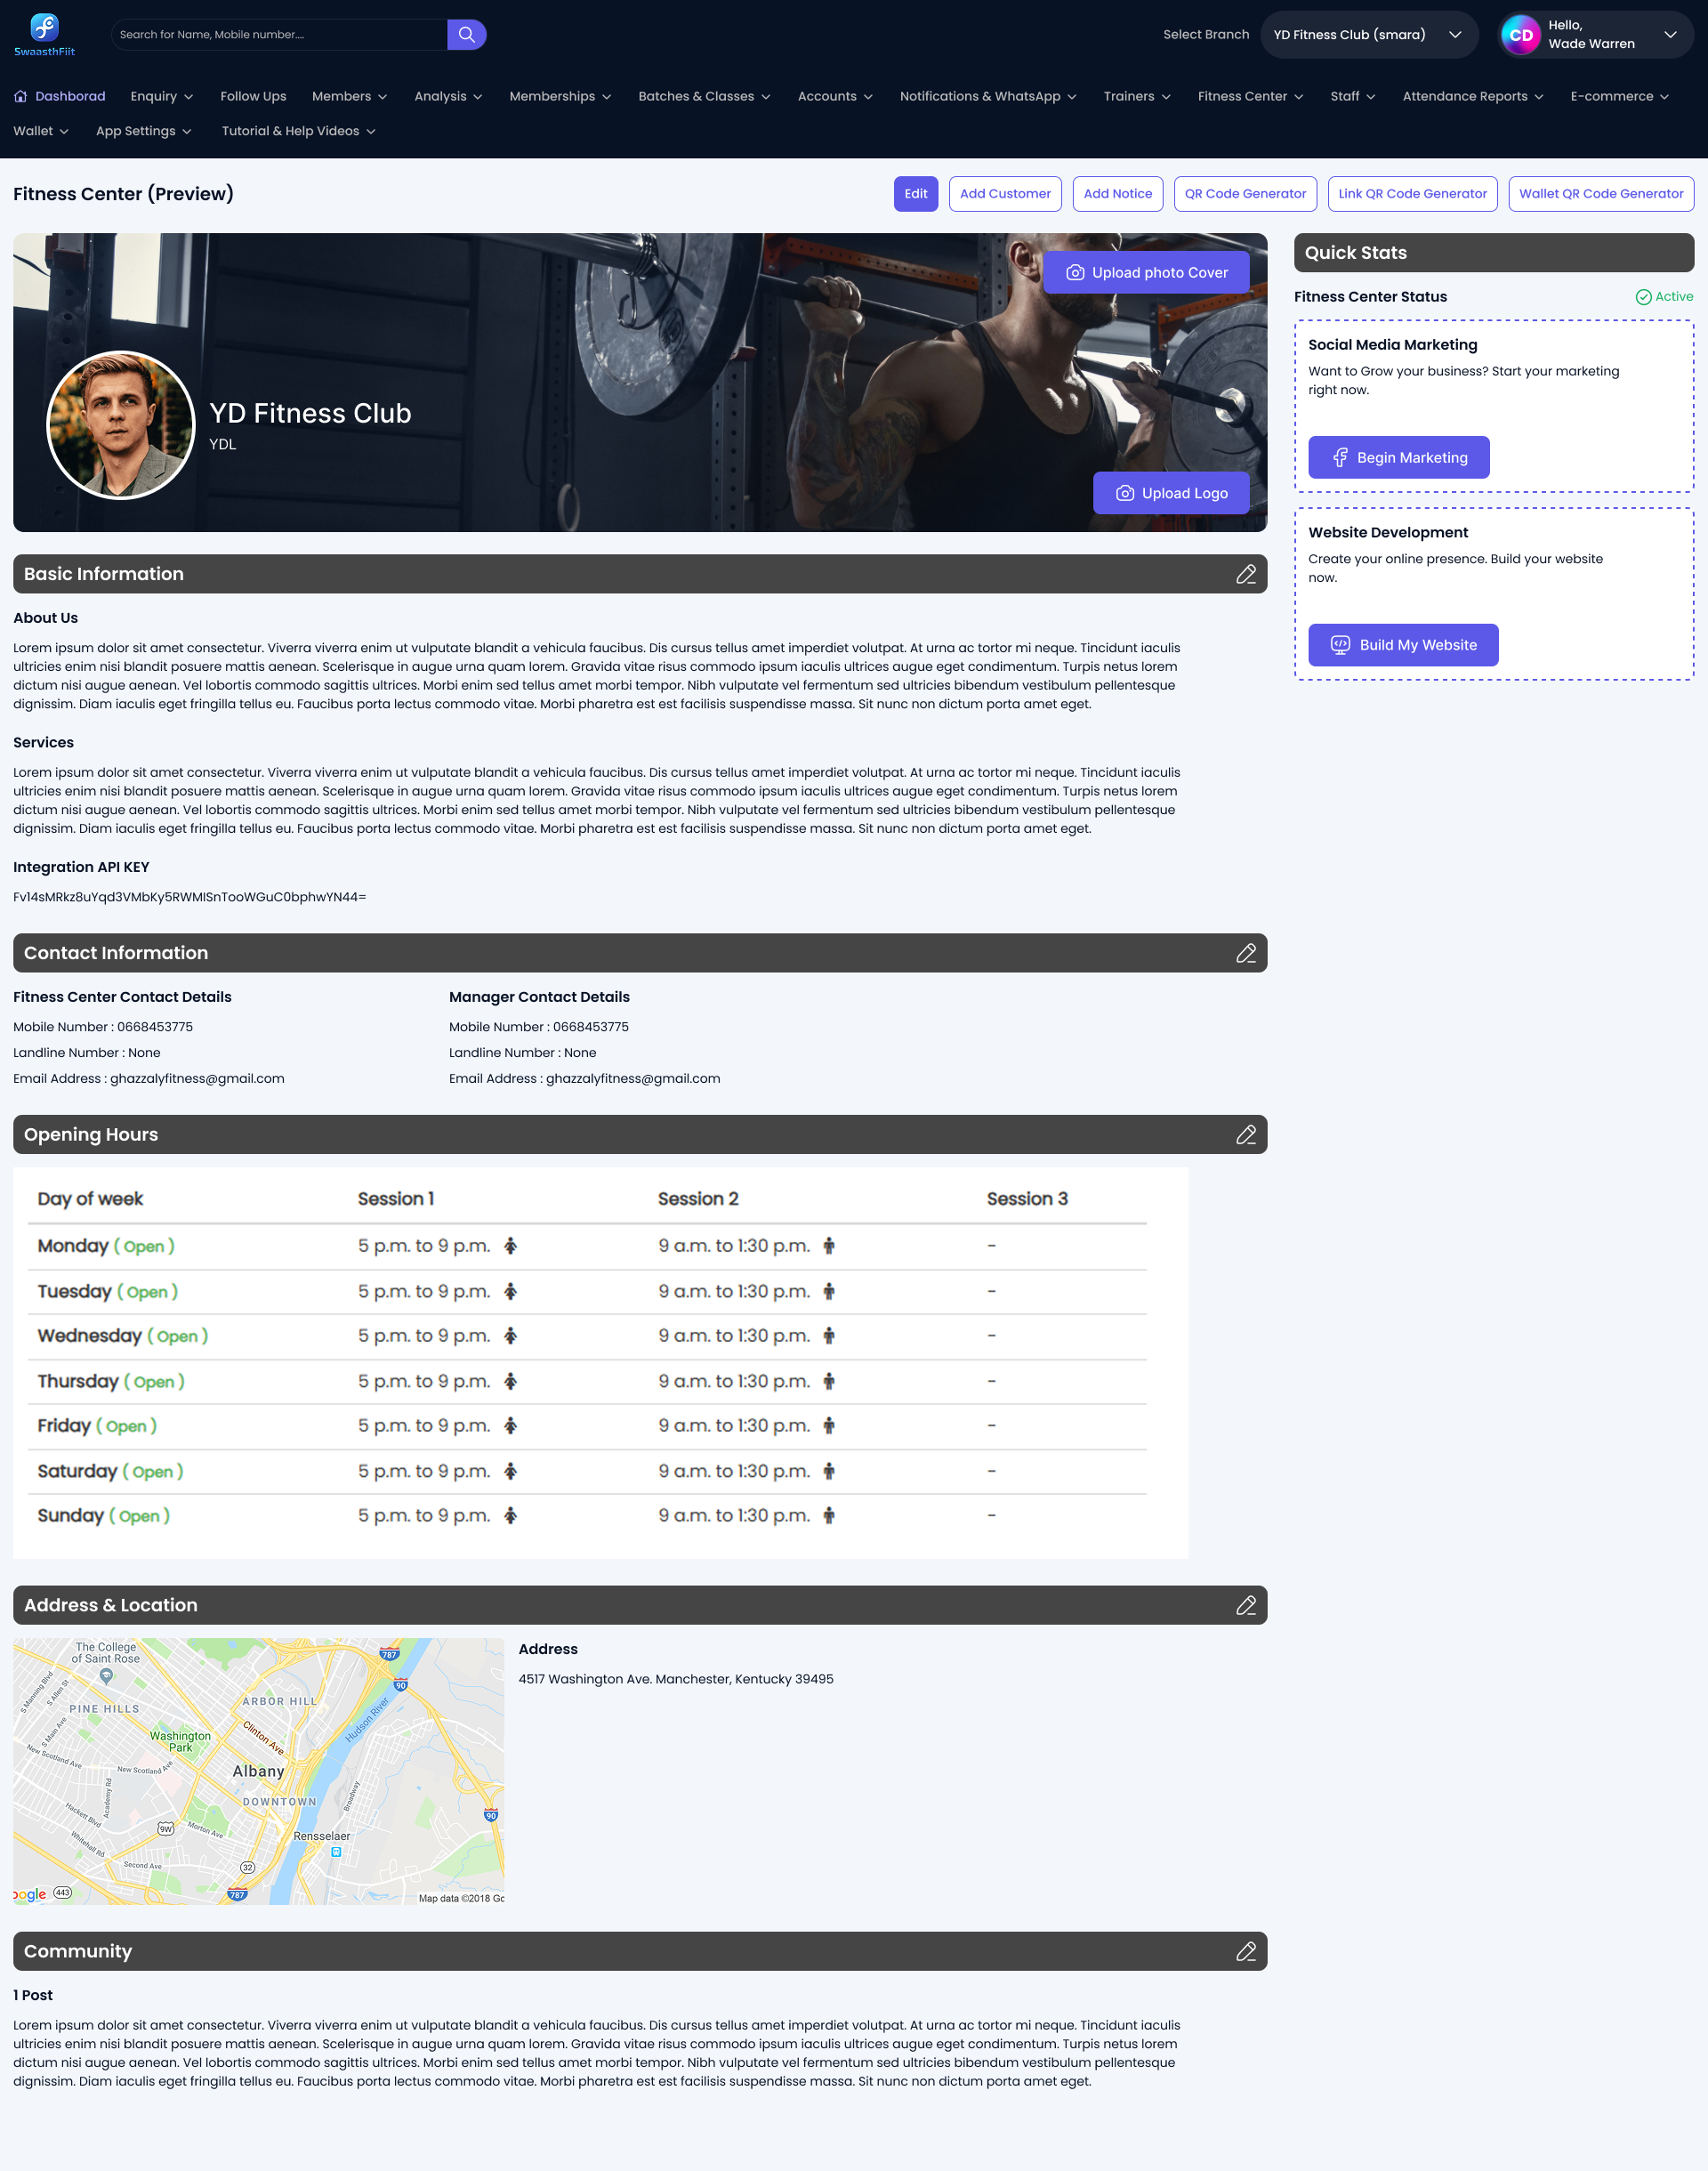 SwaasthFiit
Search for Name, Mobile number....
Select Branch
YD Fitness Club (smara)
CD
Hello,
Wade Warren
Dashborad
Enquiry
Follow Ups
Members
Analysis
Memberships
Batches & Classes
Accounts
Notifications & WhatsApp
Trainers
Fitness Center
Staff
Attendance Reports
E-commerce
Wallet
App Settings
Tutorial & Help Videos
Fitness Center (Preview)
Edit
Add Customer
Add Notice
QR Code Generator
Link QR Code Generator
Wallet QR Code Generator
Upload photo Cover
YD Fitness Club
YDL
Upload Logo
Quick Stats
Fitness Center Status
Active
Social Media Marketing
Want to Grow your business? Start your marketing
right now.
Begin Marketing
Website Development
Create your online presence. Build your website
now.
Build My Website
Basic Information
About Us
Lorem ipsum dolor sit amet consectetur. Viverra viverra enim ut vulputate blandit a vehicula faucibus. Dis cursus tellus amet imperdiet volutpat. At urna ac tortor mi neque. Tincidunt iaculis
ultricies enim nisi blandit posuere mattis aenean. Scelerisque in augue urna quam lorem. Gravida vitae risus commodo ipsum iaculis ultrices augue eget condimentum. Turpis netus lorem
dictum nisi augue aenean. Vel lobortis commodo sagittis ultrices. Morbi enim sed tellus amet morbi tempor. Nibh vulputate vel fermentum sed ultricies bibendum vestibulum pellentesque
dignissim. Diam iaculis eget fringilla tellus eu. Faucibus porta lectus commodo vitae. Morbi pharetra est est facilisis suspendisse massa. Sit nunc non dictum porta amet eget.
Services
Lorem ipsum dolor sit amet consectetur. Viverra viverra enim ut vulputate blandit a vehicula faucibus. Dis cursus tellus amet imperdiet volutpat. At urna ac tortor mi neque. Tincidunt iaculis
ultricies enim nisi blandit posuere mattis aenean. Scelerisque in augue urna quam lorem. Gravida vitae risus commodo ipsum iaculis ultrices augue eget condimentum. Turpis netus lorem
dictum nisi augue aenean. Vel lobortis commodo sagittis ultrices. Morbi enim sed tellus amet morbi tempor. Nibh vulputate vel fermentum sed ultricies bibendum vestibulum pellentesque
dignissim. Diam iaculis eget fringilla tellus eu. Faucibus porta lectus commodo vitae. Morbi pharetra est est facilisis suspendisse massa. Sit nunc non dictum porta amet eget.
Integration API KEY
Fv14sMRkz8uYqd3VMbKy5RWMISnTooWGuC0bphwYN44=
Contact Information
Fitness Center Contact Details
Mobile Number : 0668453775
Landline Number : None
Email Address : ghazzalyfitness@gmail.com
Manager Contact Details
Mobile Number : 0668453775
Landline Number : None
Email Address : ghazzalyfitness@gmail.com
Opening Hours
Day of week Session 1 Session 2 Session 3
Monday ( Open ) 5 p.m. to 9 p.m. 9 a.m. to 1:30 p.m. -
Tuesday ( Open ) 5 p.m. to 9 p.m. 9 a.m. to 1:30 p.m. -
Wednesday ( Open ) 5 p.m. to 9 p.m. 9 a.m. to 1:30 p.m. -
Thursday ( Open ) 5 p.m. to 9 p.m. 9 a.m. to 1:30 p.m. -
Friday ( Open ) 5 p.m. to 9 p.m. 9 a.m. to 1:30 p.m. -
Saturday ( Open ) 5 p.m. to 9 p.m. 9 a.m. to 1:30 p.m. -
Sunday ( Open ) 5 p.m. to 9 p.m. 9 a.m. to 1:30 p.m. -
Address & Location
The College
of Saint Rose
787
90
S Manning Blvd
S Allen St
ARBOR HILL
PINE HILLS
Hudson River
S Main Ave
Washington
Park
Clinton Ave
New Scotland Ave
New Scotland Ave
Albany
Academy Rd
Broadway
DOWNTOWN
Hackett Blvd
90
9W
Morton Ave
Rensselaer
Whitehall Rd
Second Ave
32
443
787
oogle
Map data ©2018 Go
Address
4517 Washington Ave. Manchester, Kentucky 39495
Community
1 Post
Lorem ipsum dolor sit amet consectetur. Viverra viverra enim ut vulputate blandit a vehicula faucibus. Dis cursus tellus amet imperdiet volutpat. At urna ac tortor mi neque. Tincidunt iaculis
ultricies enim nisi blandit posuere mattis aenean. Scelerisque in augue urna quam lorem. Gravida vitae risus commodo ipsum iaculis ultrices augue eget condimentum. Turpis netus lorem
dictum nisi augue aenean. Vel lobortis commodo sagittis ultrices. Morbi enim sed tellus amet morbi tempor. Nibh vulputate vel fermentum sed ultricies bibendum vestibulum pellentesque
dignissim. Diam iaculis eget fringilla tellus eu. Faucibus porta lectus commodo vitae. Morbi pharetra est est facilisis suspendisse massa. Sit nunc non dictum porta amet eget.